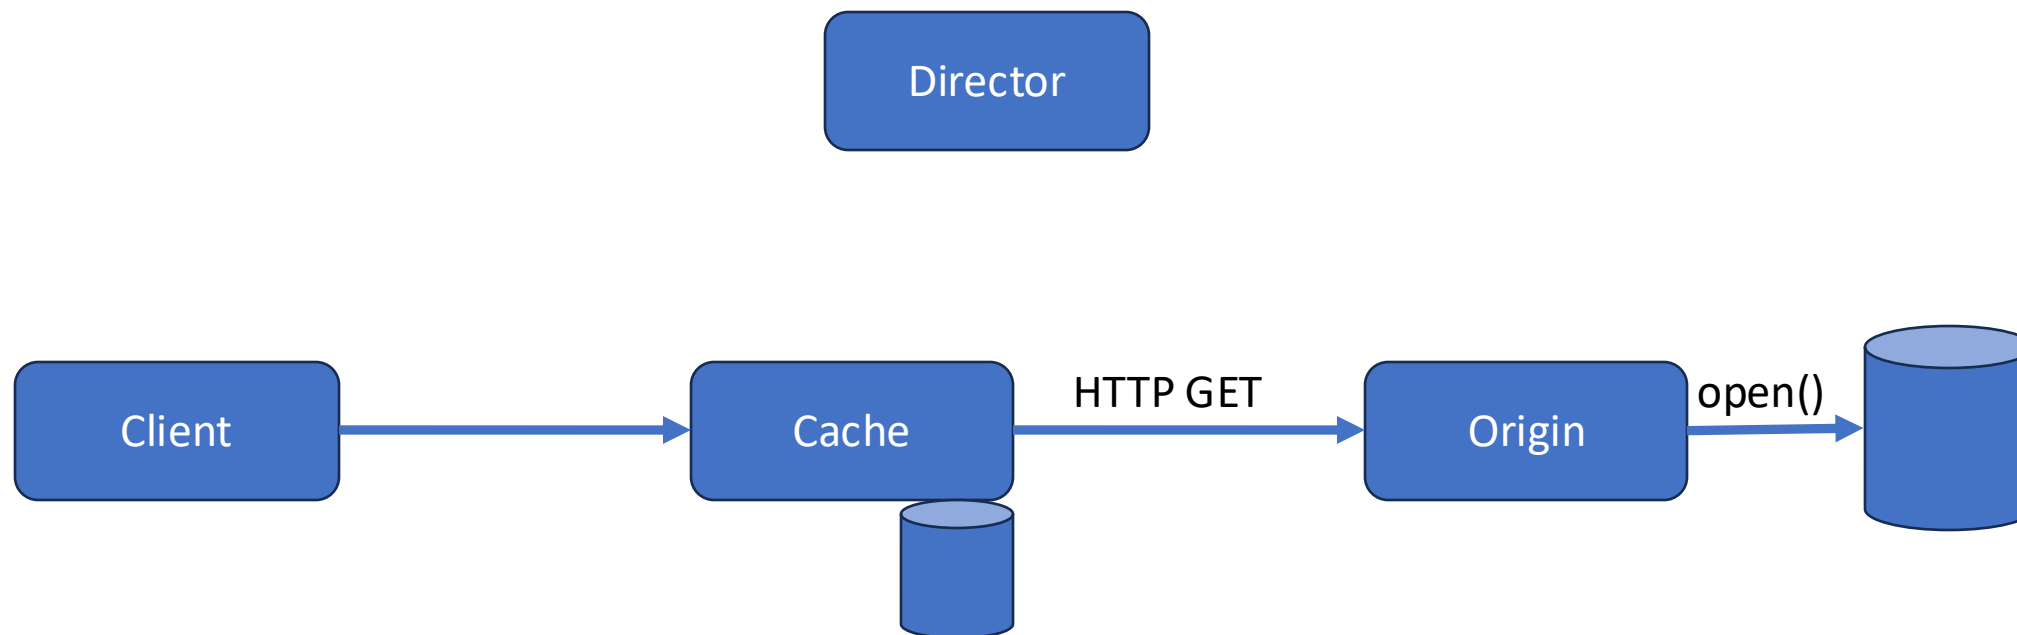 Director
HTTP GET
open()
Client
Cache
Origin